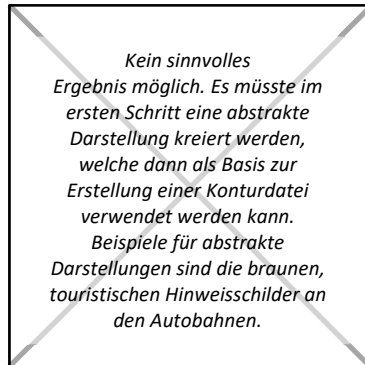 Kein sinnvolles
Ergebnis möglich. Es müsste im
ersten Schritt eine abstrakte
Darstellung kreiert werden,
welche dann als Basis zur
Erstellung einer Konturdatei
verwendet werden kann.
Beispiele für abstrakte
Darstellungen sind die braunen,
touristischen Hinweisschilder an
den Autobahnen.